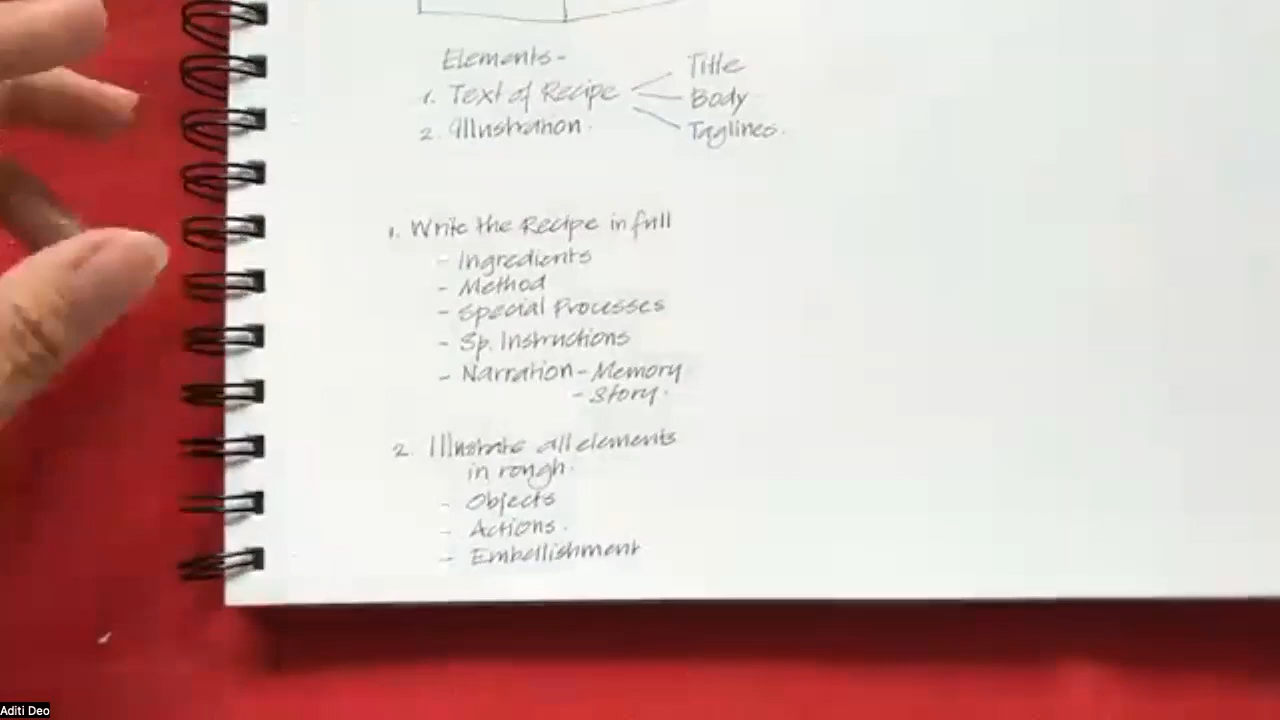 Elements-
1. Text of Recipe
Title
Body
Taglines.
2. Illustration.
1. Write the Recipe in full
- Ingredients
- Method
- Special Processes
- Sp. Instructions
- Narration - Memory
- Story.
2. Illustrate all elements
in rough.
- Objects
- Actions.
- Embellishment
Aditi Deo